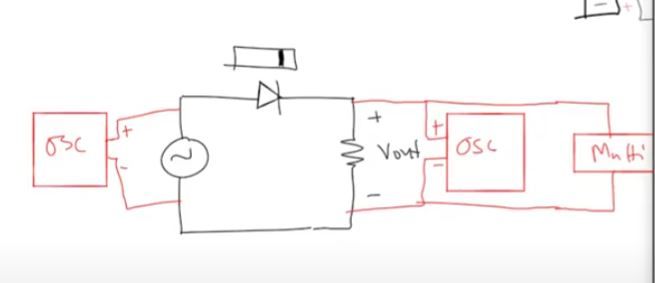 OSC
+
-
~
+
Vout
-
+
OSC
-
Multi
- +